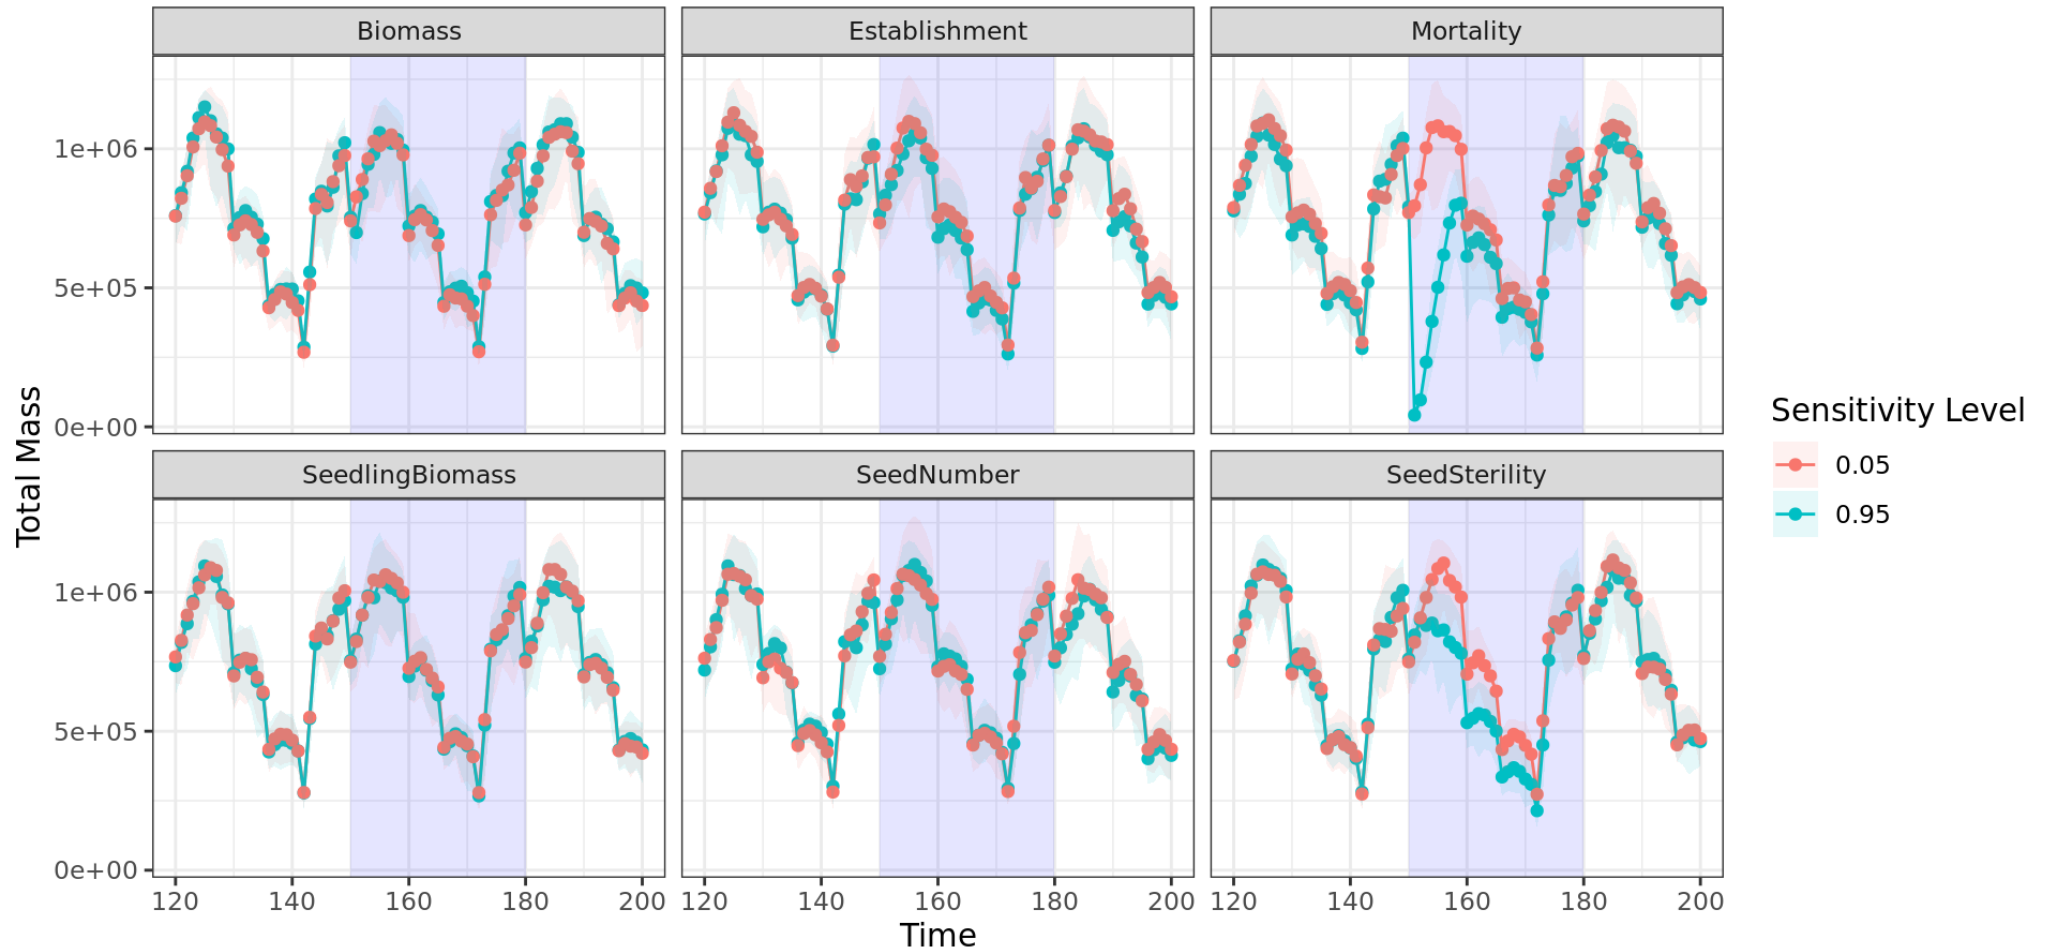 Biomass Establishment Mortality
1e+06
5e+05
0e+00
SeedlingBiomass SeedNumber SeedSterility
1e+06
5e+05
0e+00
120 140 160 180 200 120 140 160 180 200 120 140 160 180 200
Time
Total Mass
Sensitivity Level
0.05
0.95